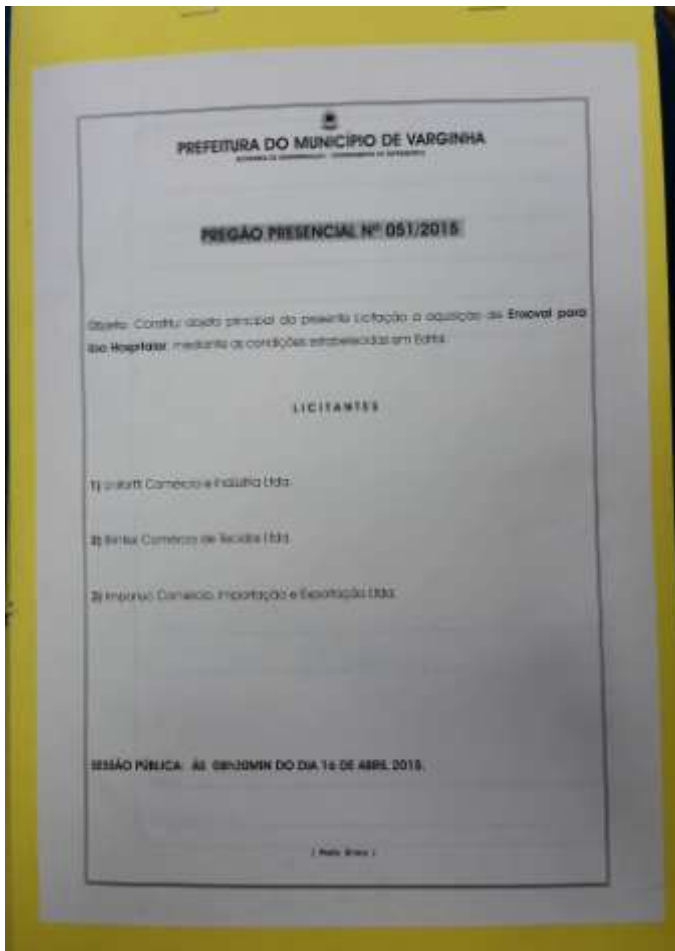 PREFEITURA DO MUNICÍPIO DE VARGINHA
PREGÃO PRESENCIAL Nº 051/2015
Objeto: Constitui objeto principal da presente Licitação a aquisição de Enxoval para
Uso Hospitalar, mediante as condições estabelecidas em Edital.
LICITANTES
1) Comércio e Indústria Ltda.
2) Comércio de Tecidos Ltda.
3) Comércio, Importação e Exportação Ltda.
SESSÃO PÚBLICA: ÀS 08h30MIN DO DIA 16 DE ABRIL 2015.